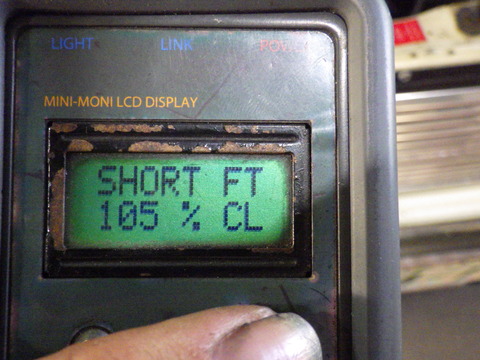 LIGHT LINK POWER
MINI-MONI LCD DISPLAY
SHORT FT
105 % CL